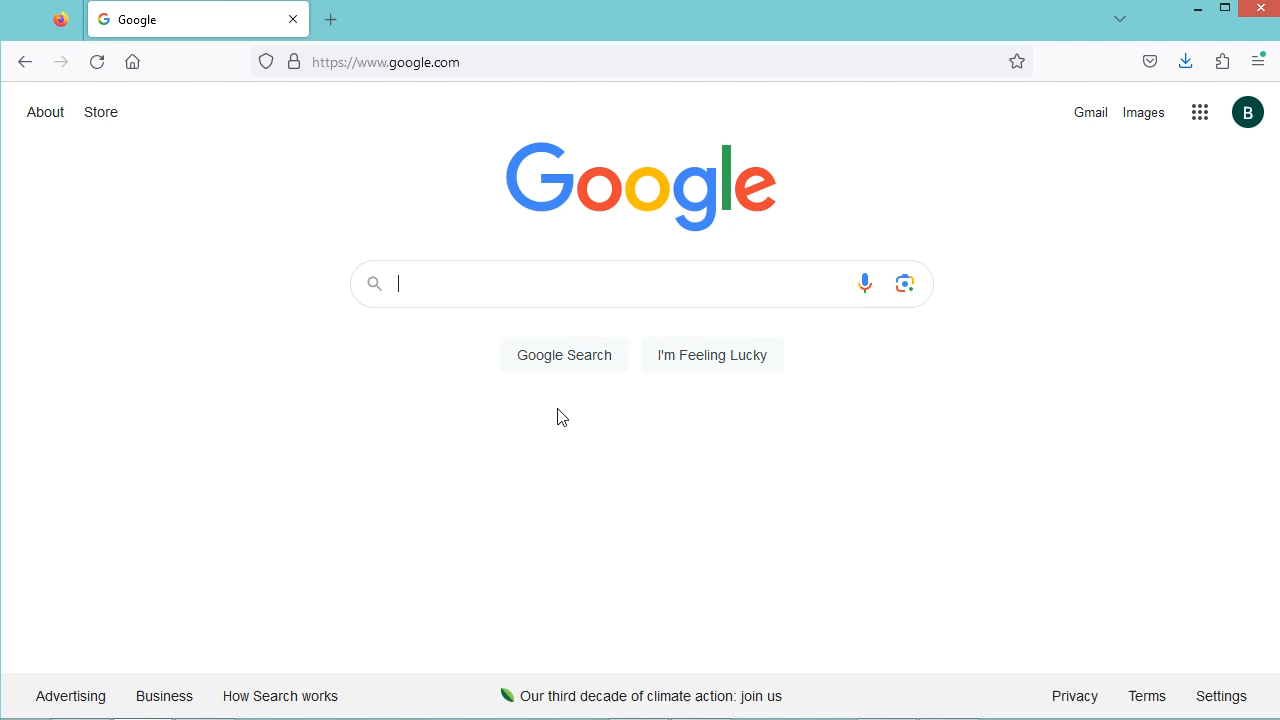 Google
https://www.google.com
About Store
Gmail Images B
Google
Google Search I'm Feeling Lucky
Advertising Business How Search works
Our third decade of climate action: join us
Privacy Terms Settings